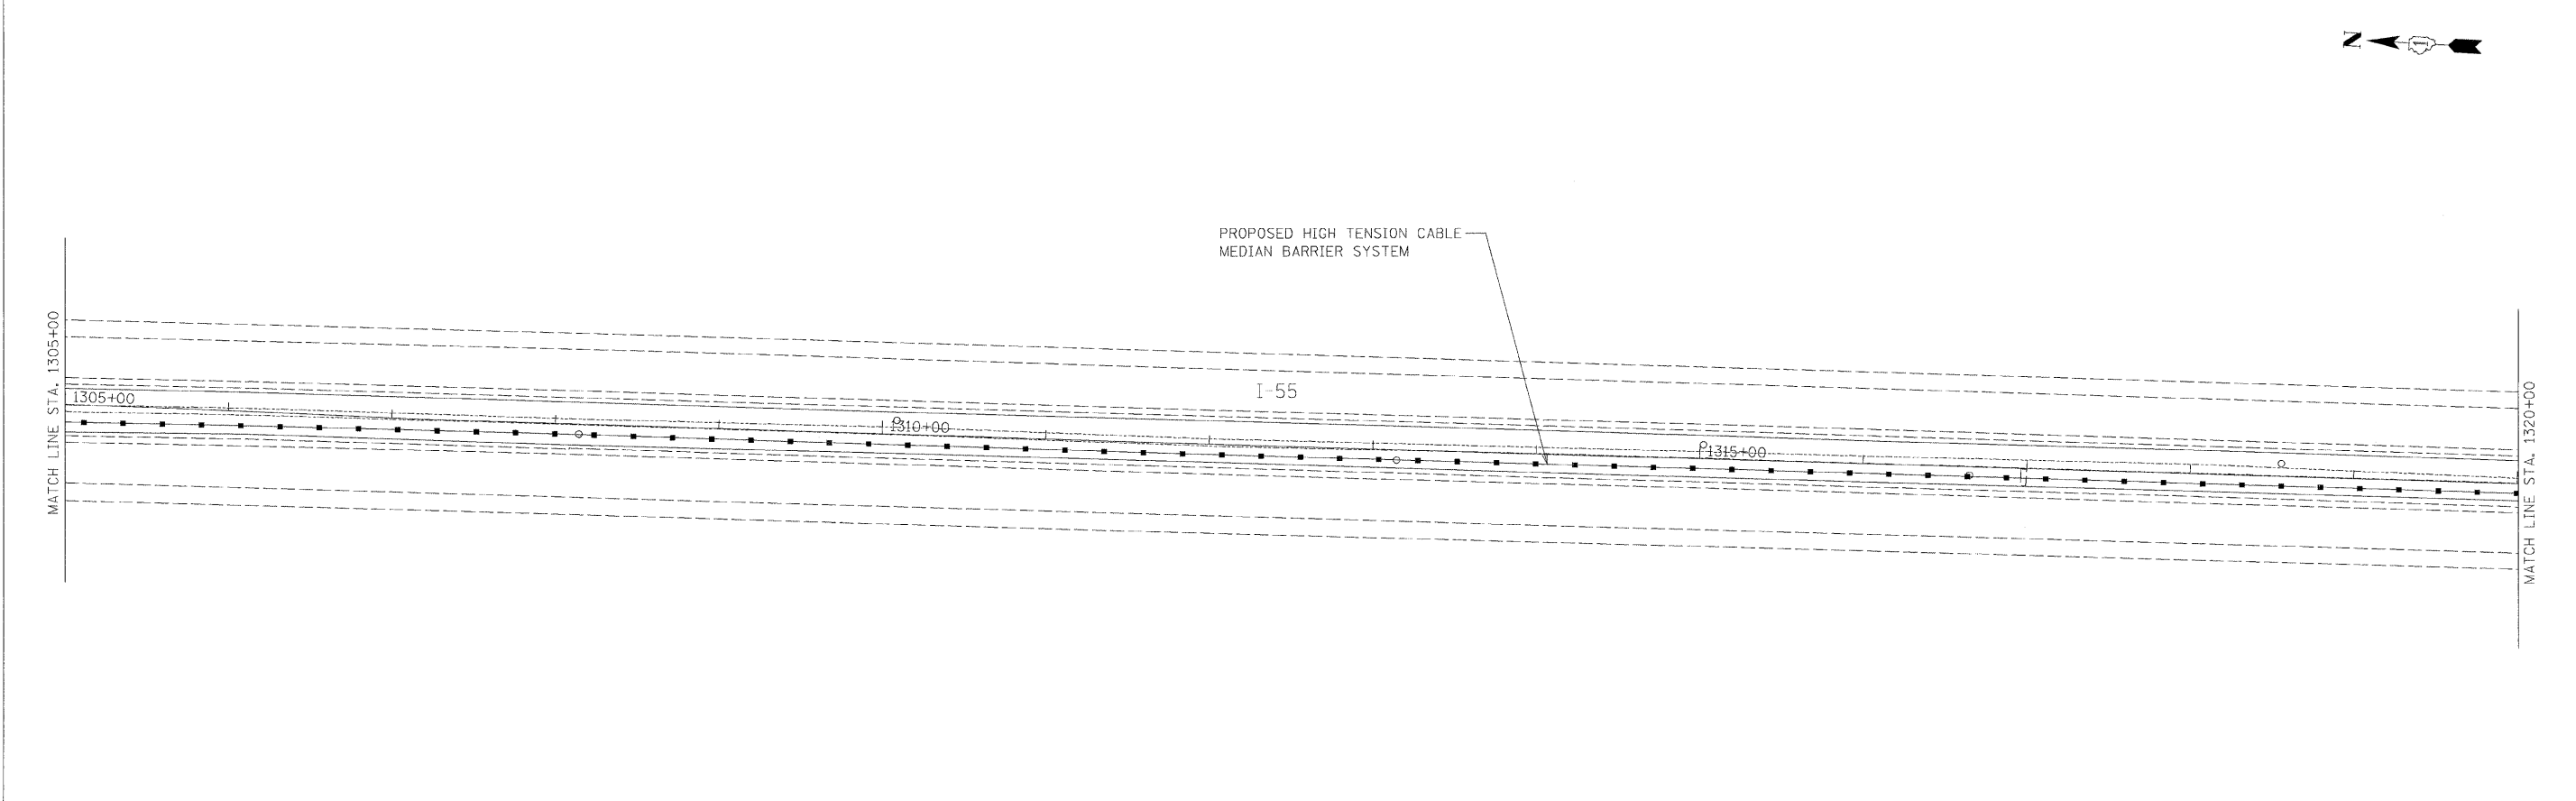 N
1
PROPOSED HIGH TENSION CABLE
MEDIAN BARRIER SYSTEM
MATCH LINE STA. 1305+00
I-55
1305+00
1310+00
1315+00
MATCH LINE STA. 1320+00